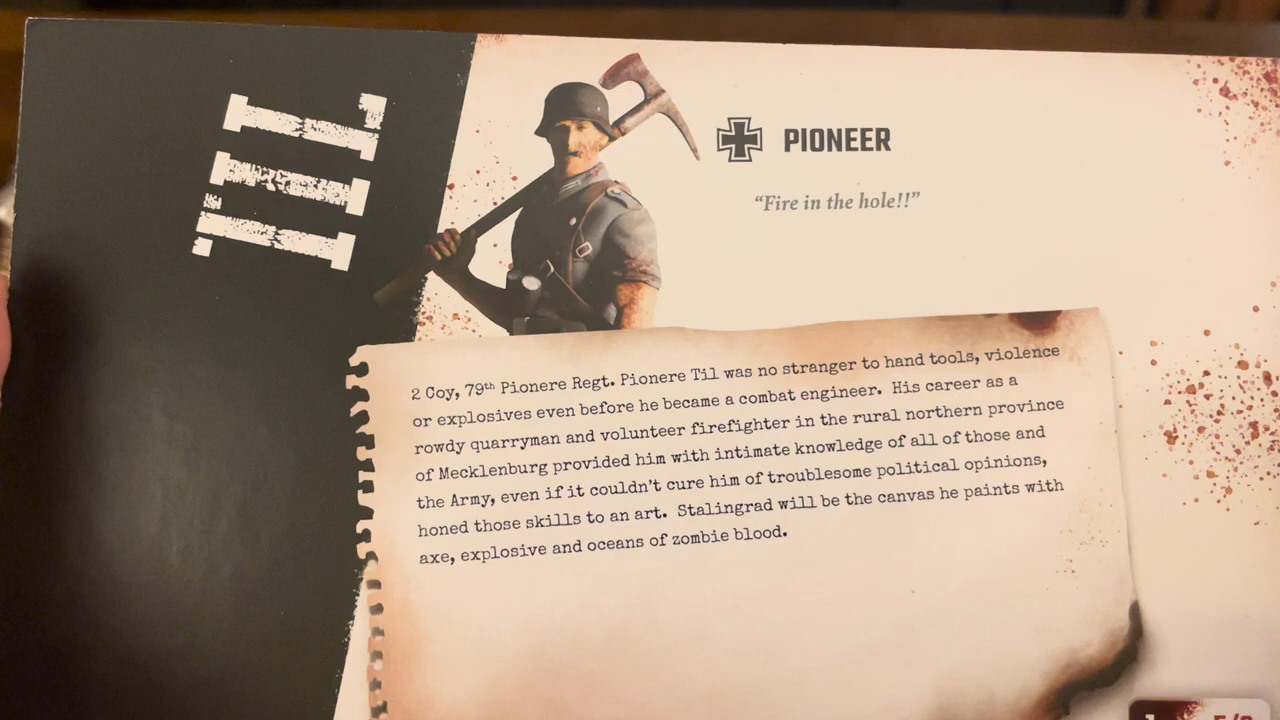 TIL
PIONEER
“Fire in the hole!!”
2 Coy, 79th Pionere Regt. Pionere Til was no stranger to hand tools, violence
or explosives even before he became a combat engineer. His career as a
rowdy quarryman and volunteer firefighter in the rural northern province
of Mecklenburg provided him with intimate knowledge of all of those and
the Army, even if it couldn’t cure him of troublesome political opinions,
honed those skills to an art. Stalingrad will be the canvas he paints with
axe, explosive and oceans of zombie blood.